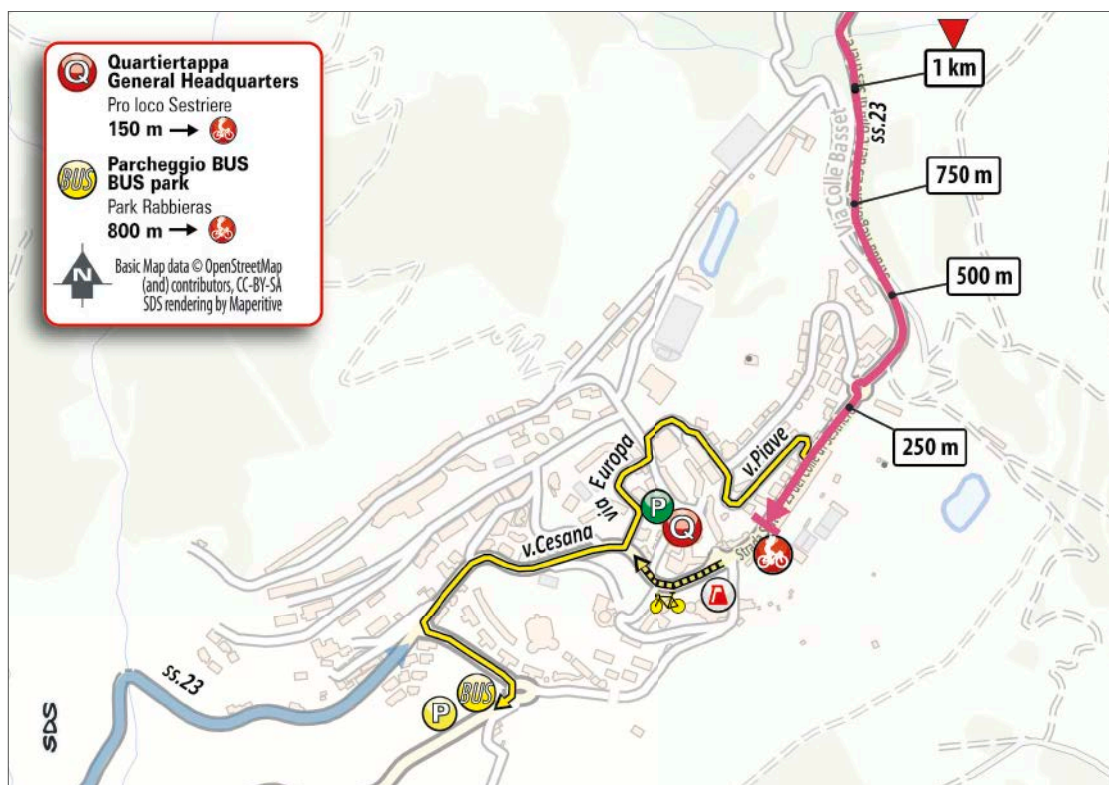 Q
Quartiertappa
General Headquarters
Pro loco Sestriere
150 m
BUS
Parcheggio BUS
BUS park
Park Rabbieras
800 m
N
Basic Map data © OpenStreetMap
(and) contributors, CC-BY-SA
SDS rendering by Maperitive
1 km
ss.23
Via Colle Basset
750 m
500 m
250 m
v.Piave
via Europa
P
Q
v.Cesana
ss.23
BUS
P
SDS